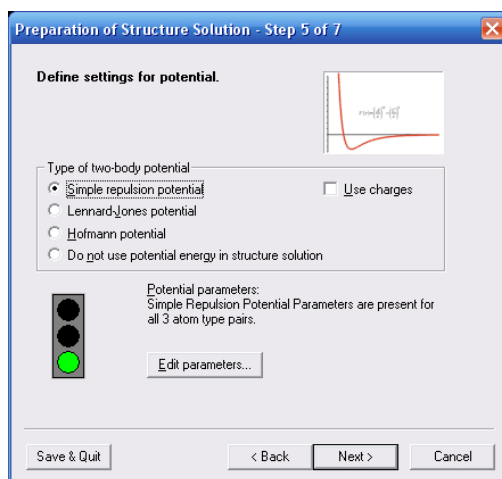 Preparation of Structure Solution - Step 5 of 7
Define settings for potential.
Type of two-body potential
Simple repulsion potential
Use charges
Lennard-Jones potential
Hofmann potential
Do not use potential energy in structure solution
Potential parameters:
Simple Repulsion Potential Parameters are present for
all 3 atom type pairs.
Edit parameters...
Save & Quit
< Back
Next >
Cancel